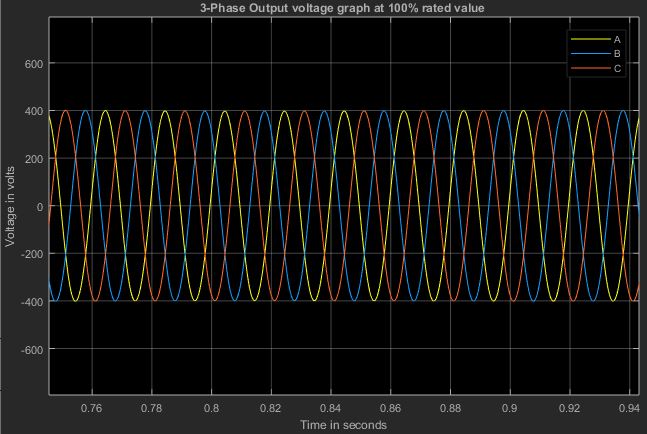 3-Phase Output voltage graph at 100% rated value
A
B
C
600
400
200
0
-200
-400
-600
Voltage in volts
0.76 0.78 0.8 0.82 0.84 0.86 0.88 0.9 0.92 0.94
Time in seconds